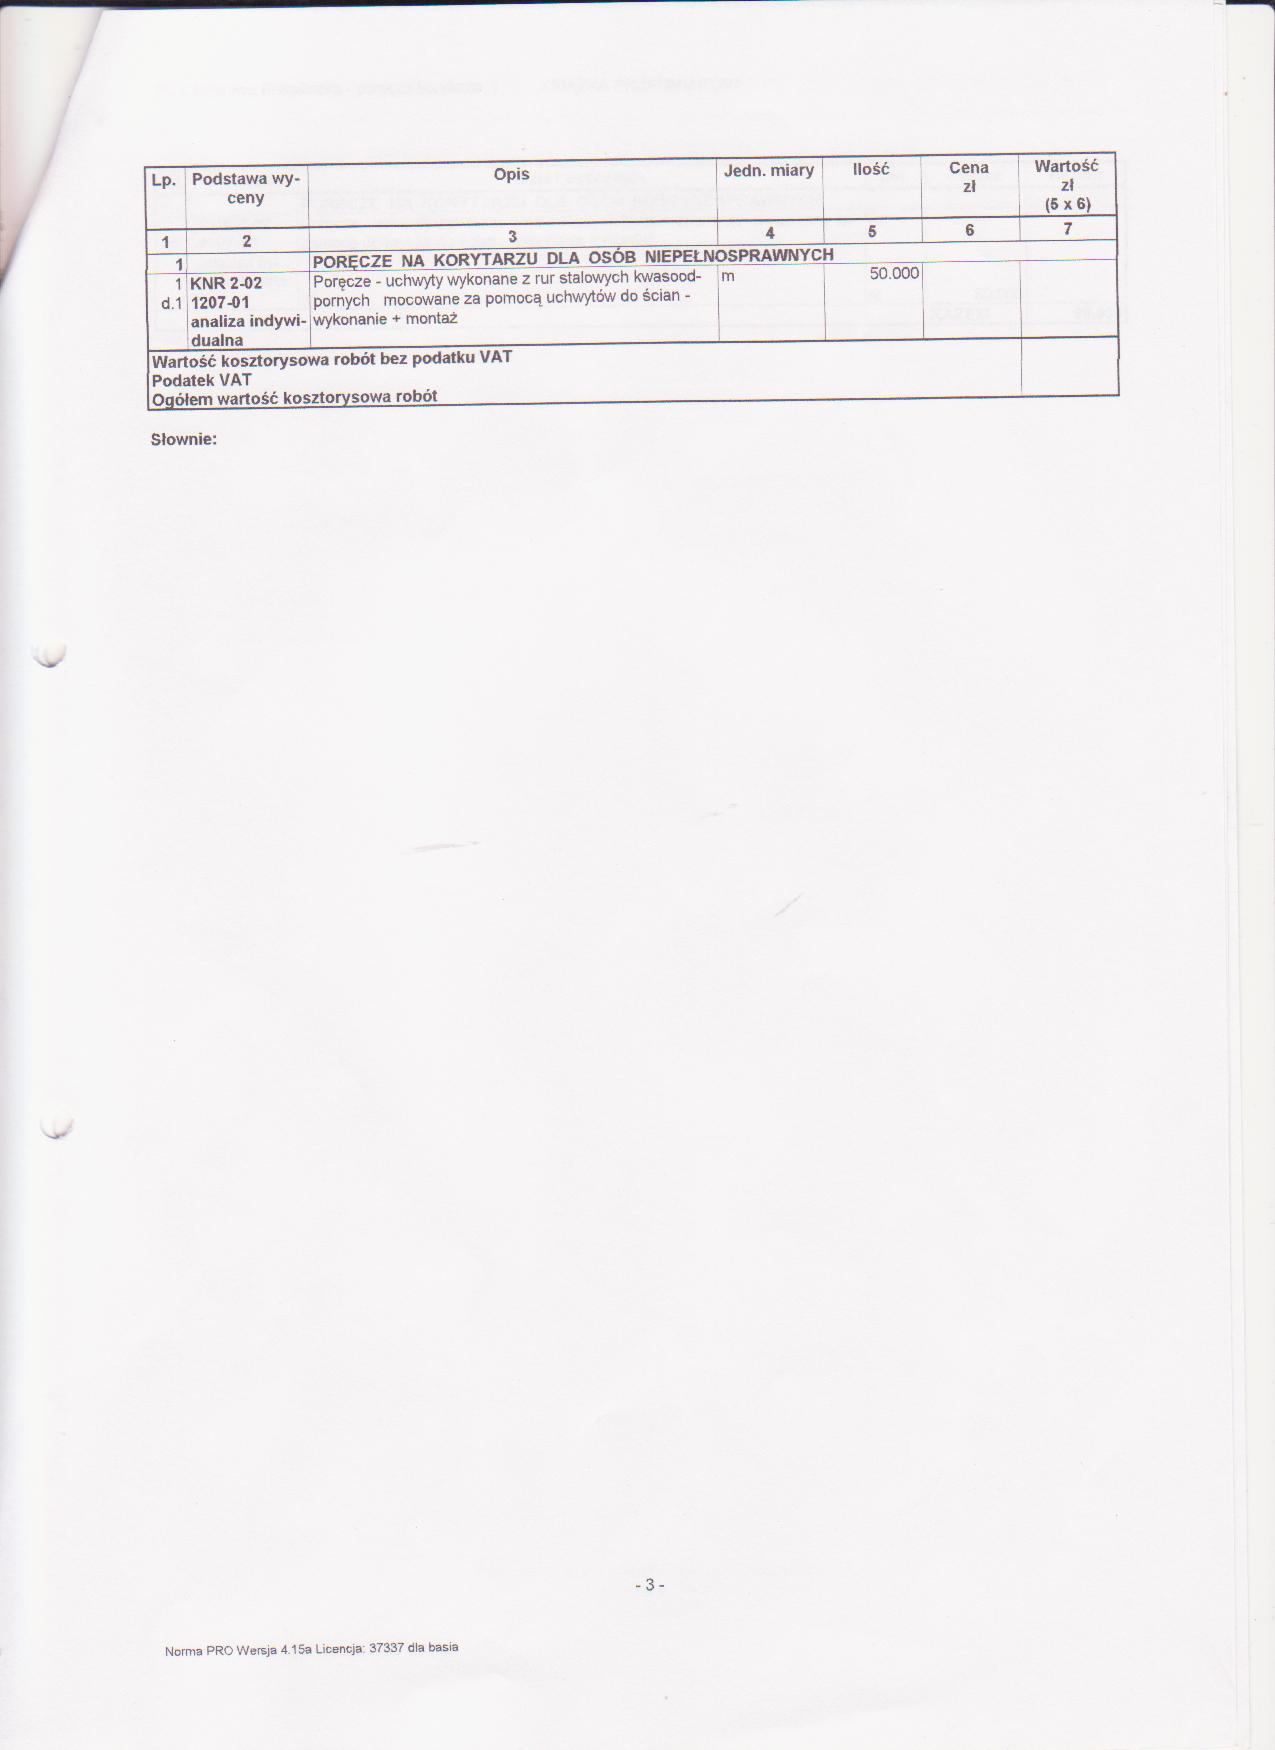 Lp. Podstawa wy- Opis Jedn. miary Ilość Cena Wartość
ceny zł zł
(5 x 6)
1 2 3 4 5 6 7
1 PORĘCZE NA KORYTARZU DLA OSÓB NIEPEŁNOSPRAWNYCH
1 KNR 2-02 Poręcze - uchwyty wykonane z rur stalowych kwasood- m 50.000
d.1 1207-01 pornych mocowane za pomocą uchwytów do ścian -
analiza indywi- wykonanie + montaż
dualna
Wartość kosztorysowa robót bez podatku VAT
Podatek VAT
Ogółem wartość kosztorysowa robót
Słownie:
- 3 -
Norma PRO Wersja 4.15a Licencja: 37337 dla basia